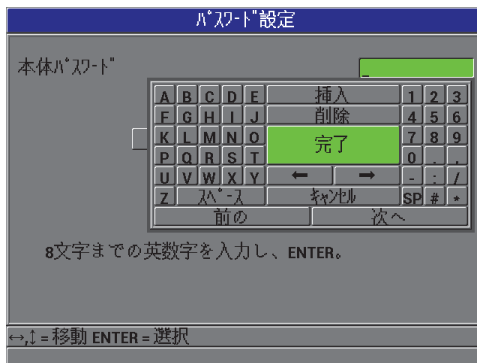 ﾊﾟｽﾜｰﾄﾞ設定
本体ﾊﾟｽﾜｰﾄﾞ _
A B C D E 挿入 1 2 3
F G H I J 削除 4 5 6
K L M N O 完了 7 8 9
P Q R S T 0 . ,
U V W X Y ← → - : /
Z ｽﾍﾟｰｽ ｷｬﾝｾﾙ SP # *
前の 次へ
8文字までの英数字を入力し、ENTER。
↔,↕ = 移動 ENTER = 選択